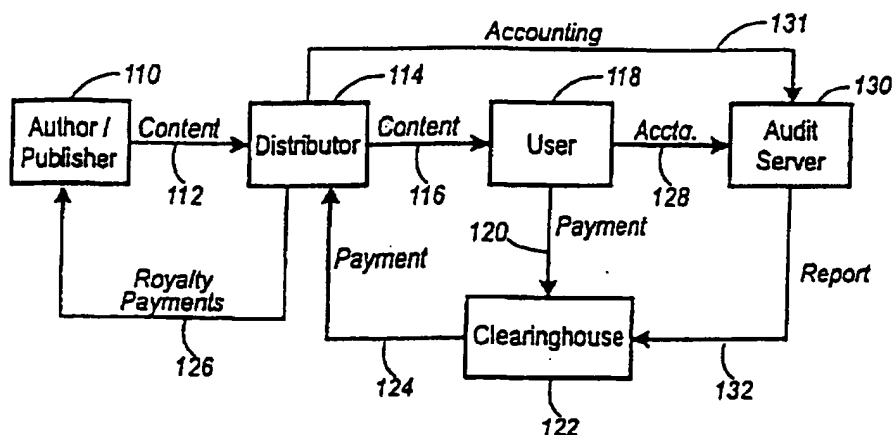 Accounting
131
110
114
118
130
Author /
Publisher
Content
112
Distributor
Content
116
User
Accta.
128
Audit
Server
120
Payment
Payment
Report
Royalty
Payments
126
124
Clearinghouse
122
132